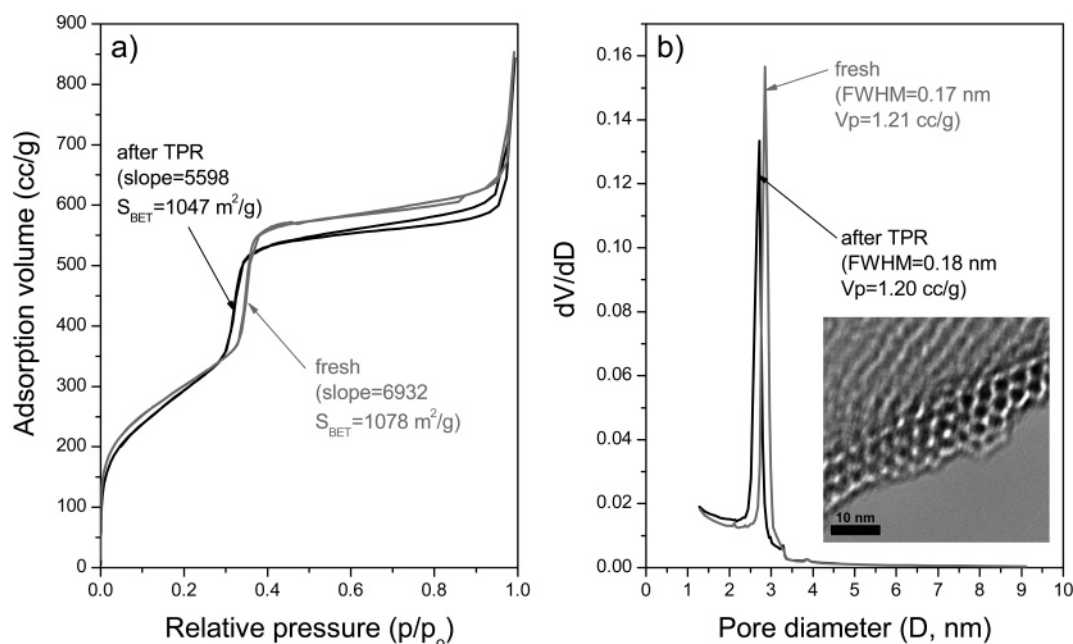 a)
900
800
700
600
500
400
300
200
100
0
Adsorption volume (cc/g)
after TPR
(slope=5598
S_BET=1047 m²/g)
fresh
(slope=6932
S_BET=1078 m²/g)
0.0 0.2 0.4 0.6 0.8 1.0
Relative pressure (p/p₀)
b)
0.16
0.14
0.12
0.10
0.08
0.06
0.04
0.02
0.00
dV/dD
fresh
(FWHM=0.17 nm
Vp=1.21 cc/g)
after TPR
(FWHM=0.18 nm
Vp=1.20 cc/g)
10 nm
0 1 2 3 4 5 6 7 8 9 10
Pore diameter (D, nm)